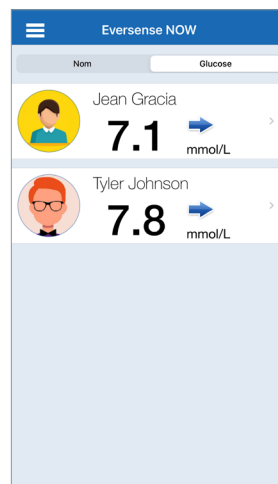 Eversense NOW
Nom Glucose
Jean Gracia
7.1
mmol/L
Tyler Johnson
7.8
mmol/L